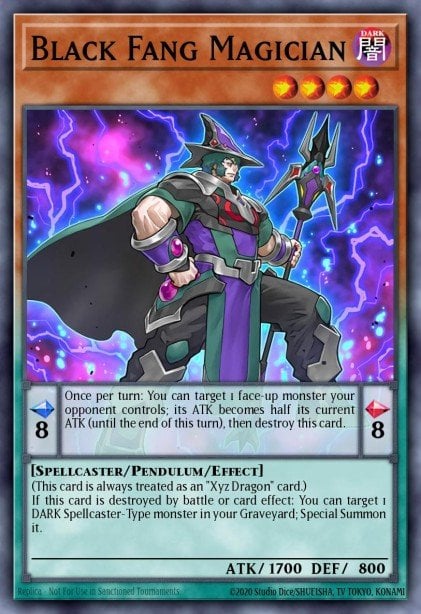 Black Fang Magician
DARK
闇
Once per turn: You can target 1 face-up monster your
opponent controls; its ATK becomes half its current
ATK (until the end of this turn), then destroy this card.
8
8
[Spellcaster/Pendulum/Effect]
(This card is always treated as an "Xyz Dragon" card.)
If this card is destroyed by battle or card effect: You can target 1
DARK Spellcaster-Type monster in your Graveyard; Special Summon
it.
ATK/ 1700 DEF/ 800
Replica - Not For Use in Sanctioned Tournaments
©2020 Studio Dice/SHUEISHA, TV TOKYO, KONAMI